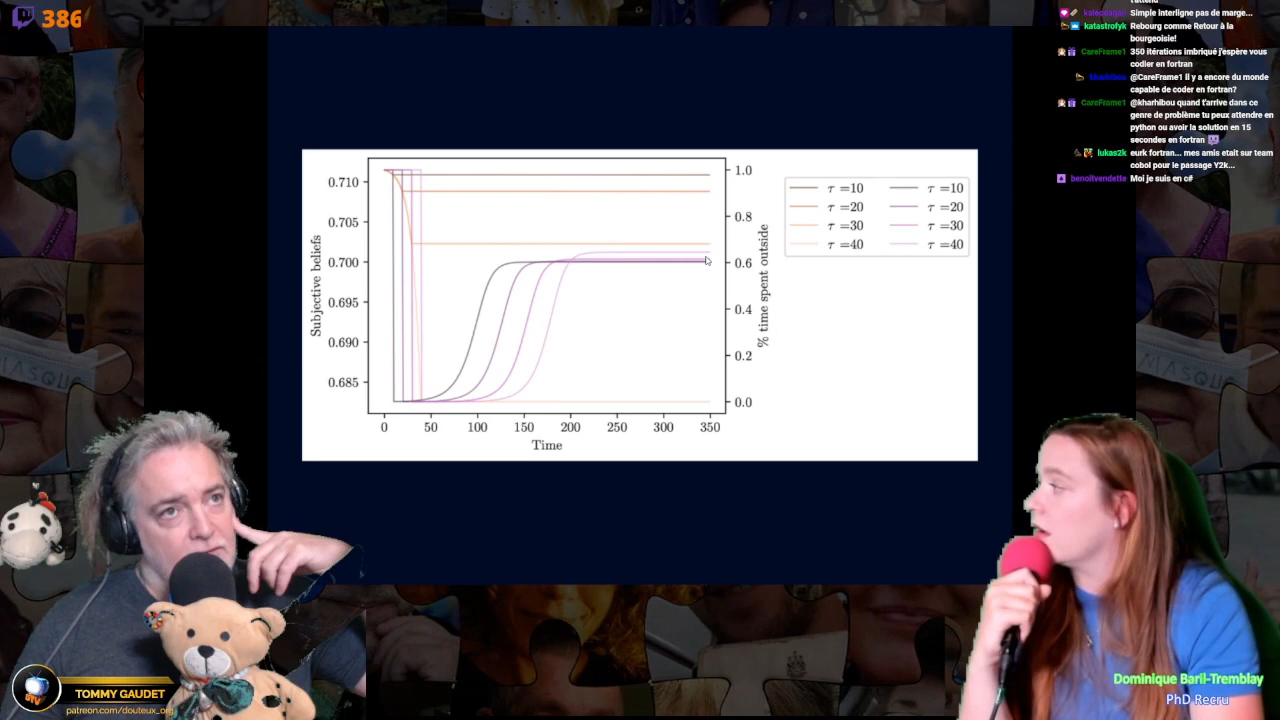 386
l'attend
Simple interligne pas de marge...
katastrofyk Rebourg comme Retour à la
bourgeoisie!
CareFrame1 350 itérations imbriqué j'espère vous
codier en fortran
kharhibou @CareFrame1 il y a encore du monde
capable de coder en fortran?
CareFrame1 @kharhibou quand t'arrive dans ce
genre de problème tu peux attendre en
python ou avoir la solution en 15
secondes en fortran
lukas2k eurk fortran... mes amis etait sur team
cobol pour le passage Y2k...
benoitvendette Moi je suis en c#
0.710
0.705
0.700
0.695
0.690
0.685
Subjective beliefs
1.0
0.8
0.6
0.4
0.2
0.0
% time spent outside
0 50 100 150 200 250 300 350
Time
τ =10 τ =10
τ =20 τ =20
τ =30 τ =30
τ =40 τ =40
MASQUE
MASQUE
GTV
TOMMY GAUDET
patreon.com/douteux_org
Dominique Baril-Tremblay
PhD Recru